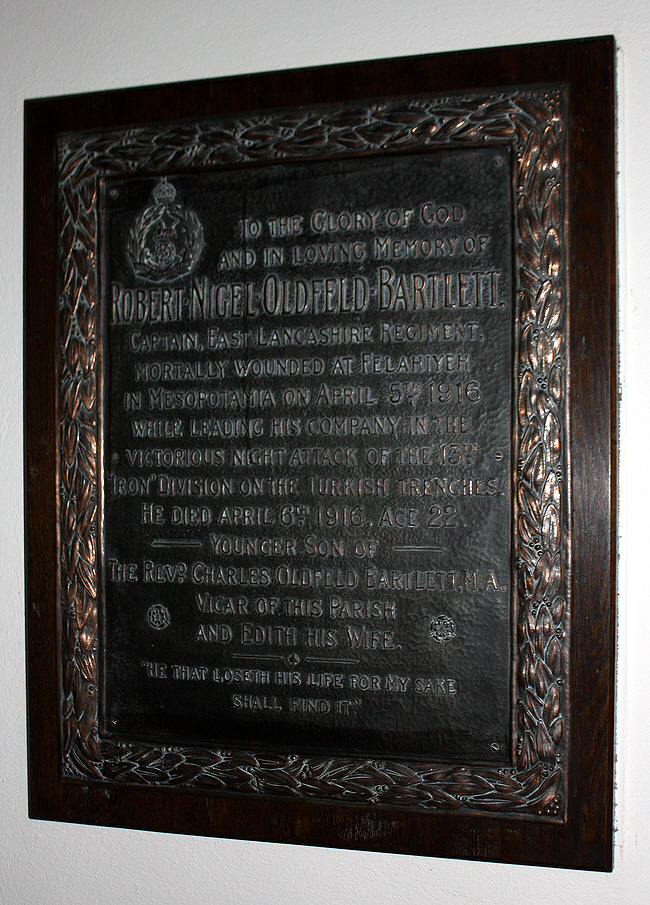 TO THE GLORY OF GOD
AND IN LOVING MEMORY OF
ROBERT·NIGEL·OLDFELD·BARTLETT.
CAPTAIN, EAST LANCASHIRE REGIMENT,
MORTALLY WOUNDED AT FELAHIYEH
IN MESOPOTAMIA ON APRIL 5TH 1916
WHILE LEADING HIS COMPANY IN THE
VICTORIOUS NIGHT ATTACK OF THE 13TH
"IRON" DIVISION ON THE TURKISH TRENCHES.
HE DIED APRIL 6TH 1916. AGE 22.
YOUNGER SON OF
THE REVD CHARLES OLDFELD BARTLETT, M.A.
VICAR OF THIS PARISH
AND EDITH HIS WIFE.
"HE THAT LOSETH HIS LIFE FOR MY SAKE
SHALL FIND IT."